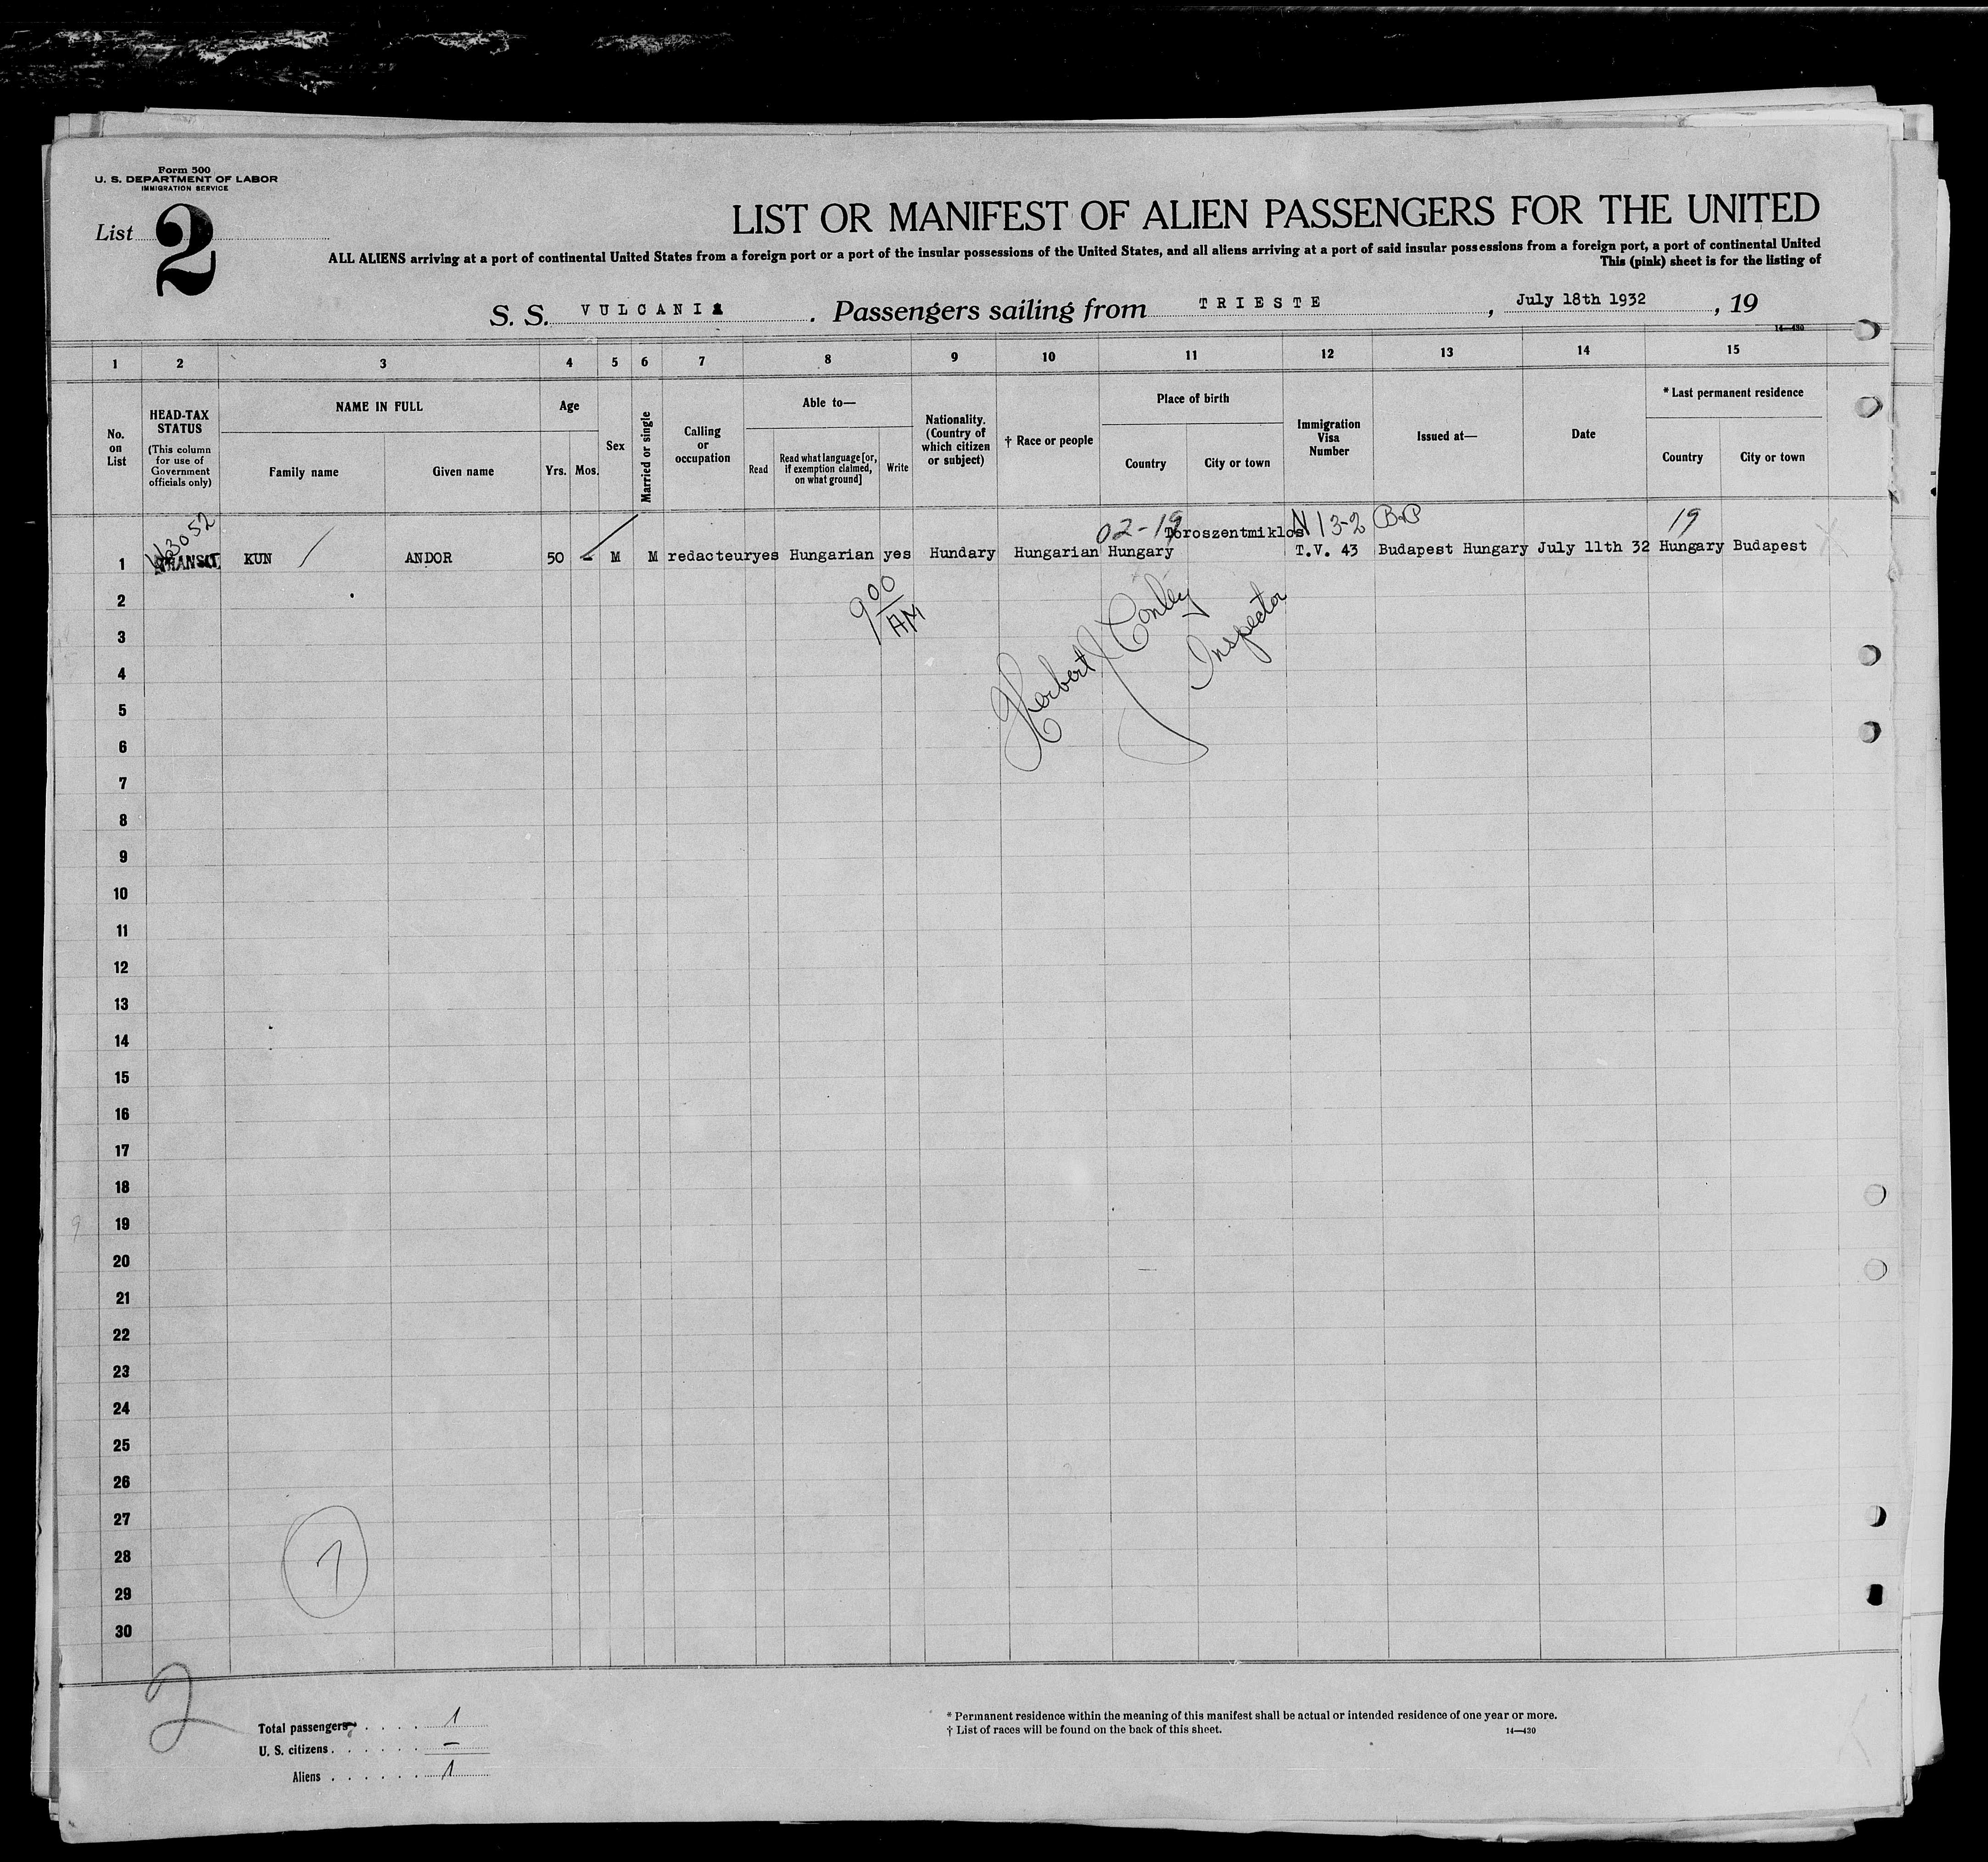 Form 500
U. S. DEPARTMENT OF LABOR
IMMIGRATION SERVICE
List 2
LIST OR MANIFEST OF ALIEN PASSENGERS FOR THE UNITED
ALL ALIENS arriving at a port of continental United States from a foreign port or a port of the insular possessions of the United States, and all aliens arriving at a port of said insular possessions from a foreign port, a port of continental United
This (pink) sheet is for the listing of
S. S. VULCANIA. Passengers sailing from TRIESTE, July 18th 1932, 19
14—430
1 2 3 4 5 6 7 8 9 10 11 12 13 14 15
No. on List
HEAD-TAX STATUS
(This column for use of Government officials only)
NAME IN FULL
Family name
Given name
Age
Yrs. Mos.
Sex
Married or single
Calling or occupation
Able to—
Read
Read what language [or, if exemption claimed, on what ground]
Write
Nationality. (Country of which citizen or subject)
† Race or people
Place of birth
Country
City or town
Immigration Visa Number
Issued at—
Date
* Last permanent residence
Country
City or town
02-19 Toroszentmiklos N13-2 B.P 19
1 TRANSIT KUN / ANDOR 50 - M M redacteur yes Hungarian yes Hundary Hungarian Hungary T.V. 43 Budapest Hungary July 11th 32 Hungary Budapest
2
9 00 AM
Herbert J Conley
Inspector
3
4
5
6
7
8
9
10
11
12
13
14
15
16
17
18
19
20
21
22
23
24
25
26
27
28
29
30
1
2
Total passengers . . . . . 1
U. S. citizens . . . . . . —
Aliens . . . . . . 1
* Permanent residence within the meaning of this manifest shall be actual or intended residence of one year or more.
† List of races will be found on the back of this sheet.
14—430